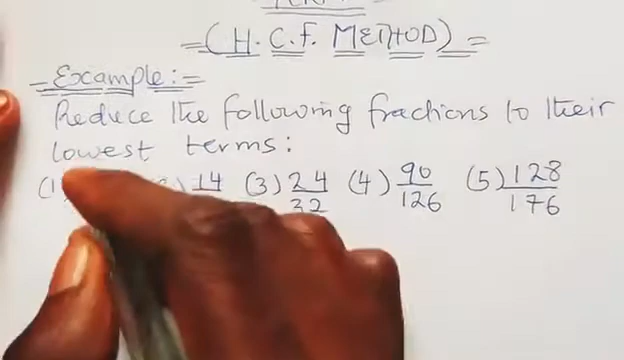 (H.C.f. METHOD)
Example:-
Reduce the following fractions to their
lowest terms:
(1 14 (3) 24/32 (4) 90/126 (5) 128/176